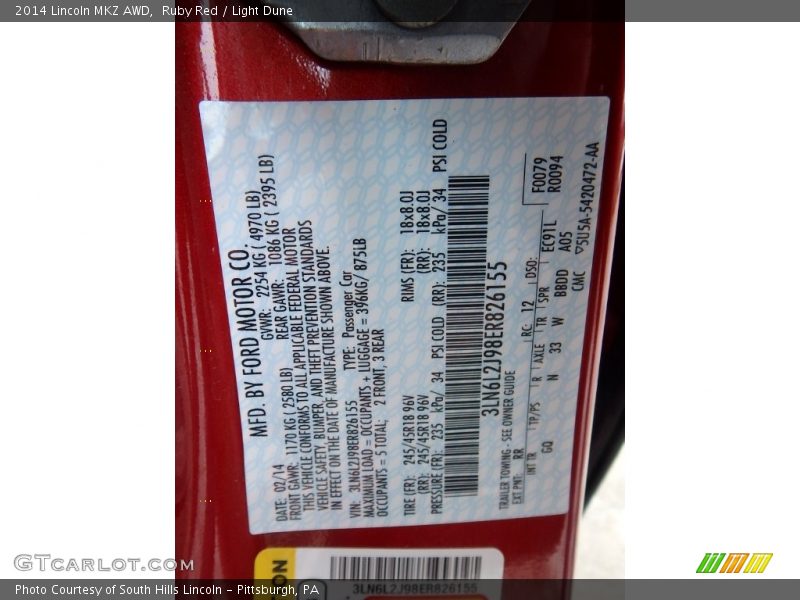 2014 Lincoln MKZ AWD, Ruby Red / Light Dune
MFD. BY FORD MOTOR CO.
DATE: 02/14 GVWR: 2254 KG ( 4970 LB)
FRONT GAWR: 1170 KG ( 2580 LB) REAR GAWR: 1086 KG ( 2395 LB)
THIS VEHICLE CONFORMS TO ALL APPLICABLE FEDERAL MOTOR
VEHICLE SAFETY, BUMPER, AND THEFT PREVENTION STANDARDS
IN EFFECT ON THE DATE OF MANUFACTURE SHOWN ABOVE.
VIN: 3LN6L2J98ER826155 TYPE: Passenger Car
MAXIMUM LOAD = OCCUPANTS + LUGGAGE = 396KG/ 875LB
OCCUPANTS = 5 TOTAL: 2 FRONT, 3 REAR
TIRE (FR): 245/45R18 96V RIMS (FR): 18x8.0J
(RR): 245/45R18 96V (RR): 18x8.0J
PRESSURE (FR): 235 kPa/ 34 PSI COLD (RR): 235 kPa/ 34 PSI COLD
3LN6L2J98ER826155
TRAILER TOWING - SEE OWNER GUIDE
F0079
R0094
EXT PNT: RR RC: 12 DSO:
INT TR TP/PS R AXLE TR SPR EC91L
GQ N 33 W BBDD A05
CMC ▽5U5A-5420472-AA
3LN6L2J98ER826155
GTCarLot.com
Photo Courtesy of South Hills Lincoln - Pittsburgh, PA